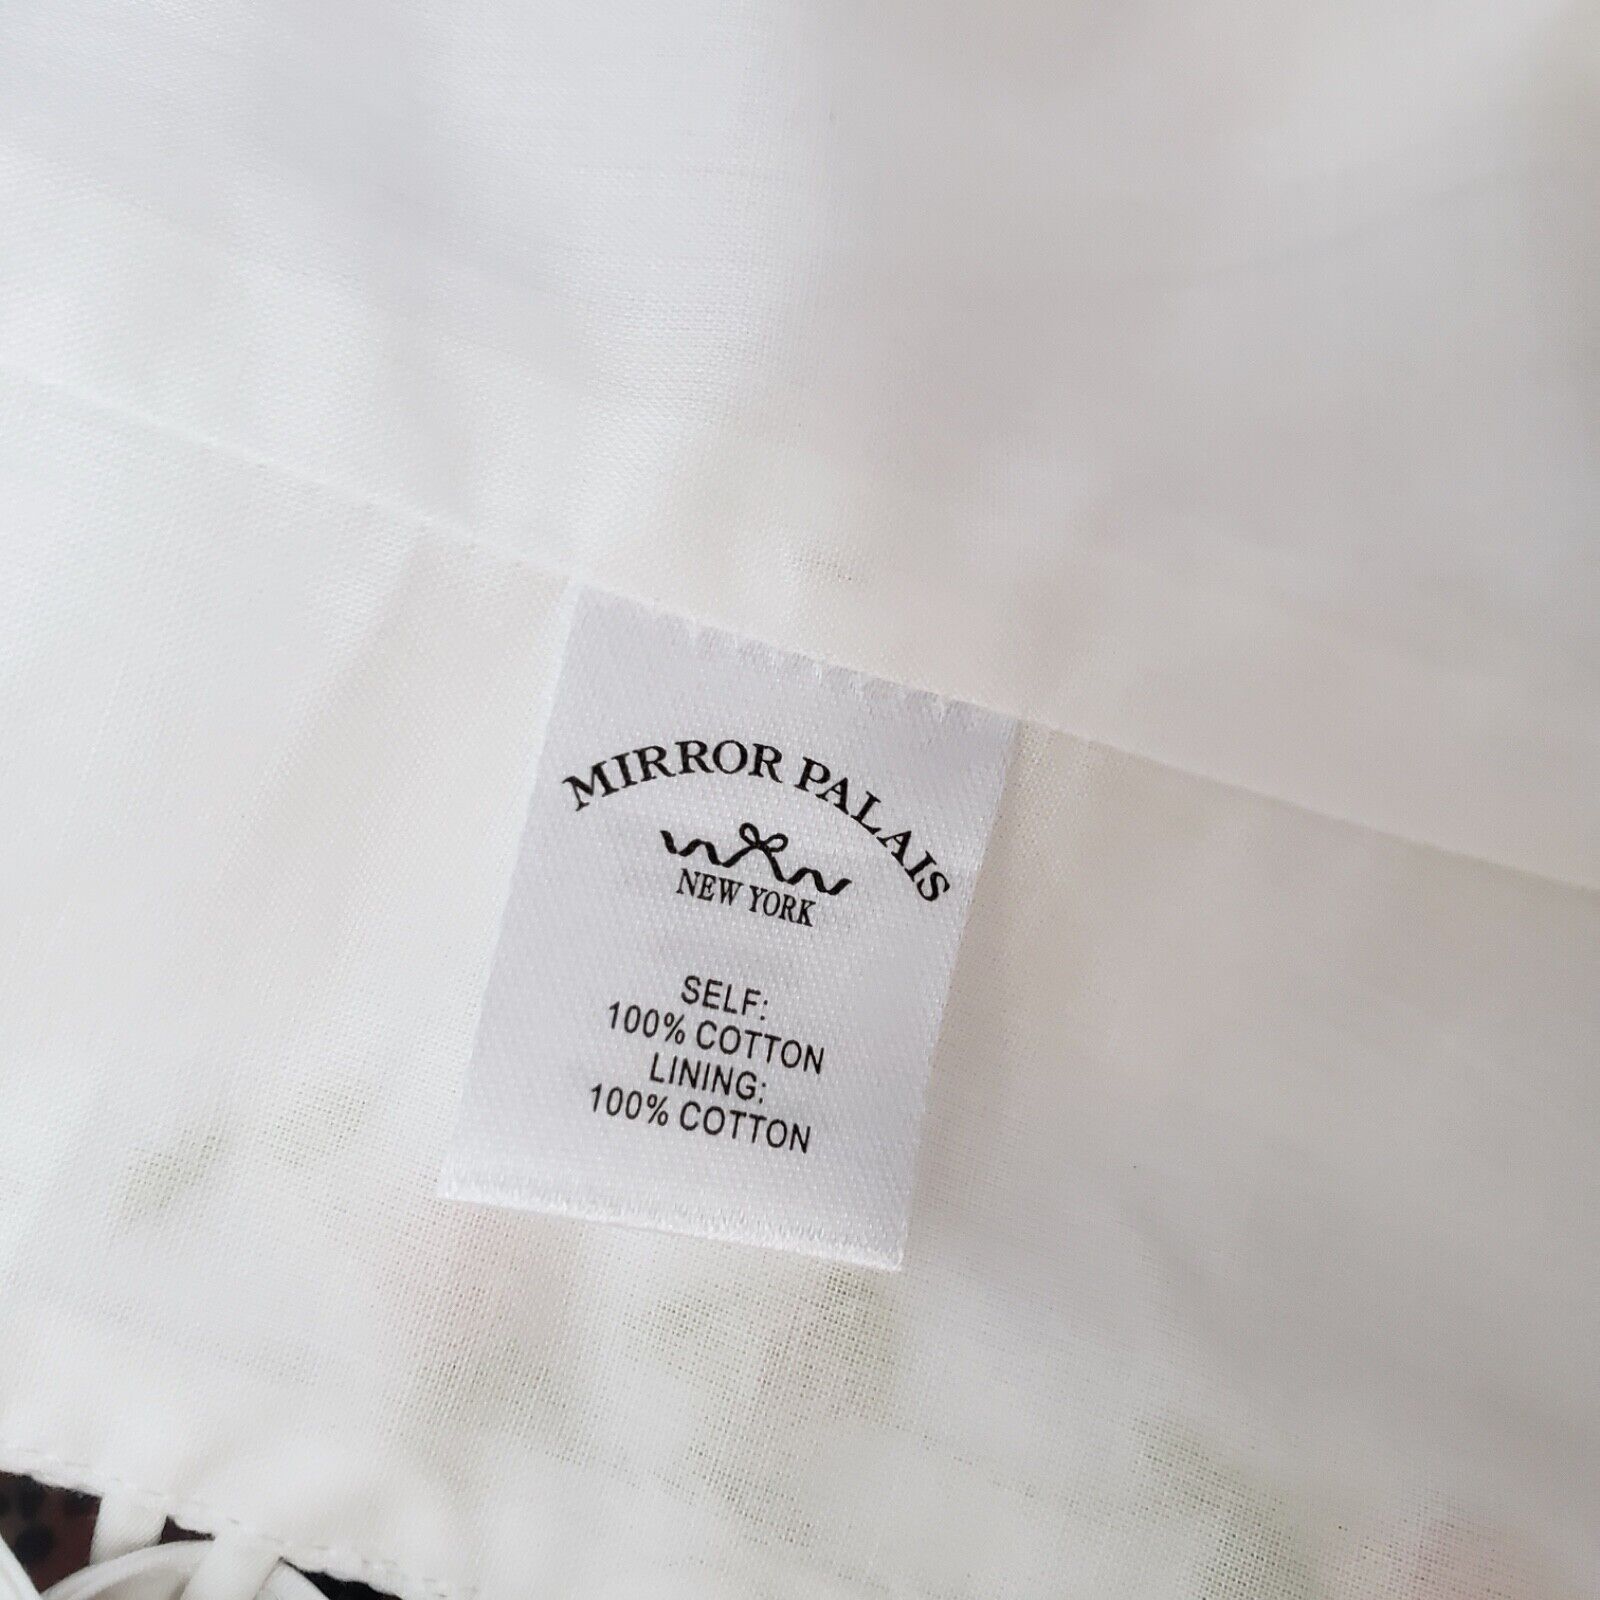 MIRROR PALAIS
NEW YORK
SELF:
100% COTTON
LINING:
100% COTTON